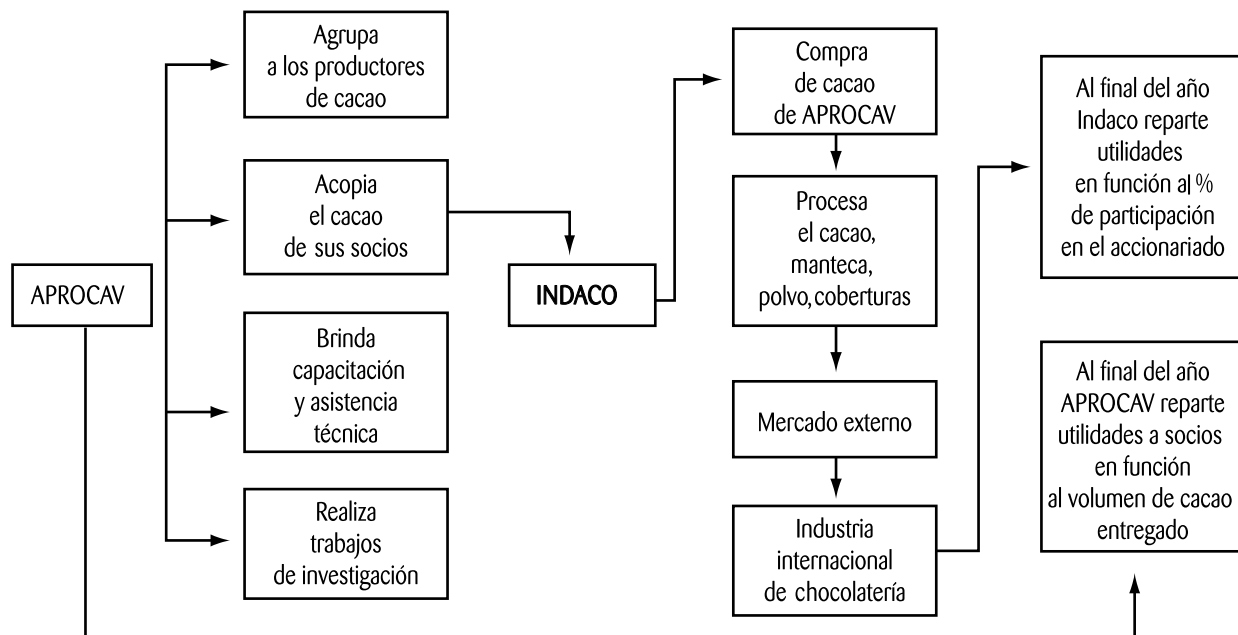 APROCAV
Agrupa
a los productores
de cacao
Acopia
el cacao
de sus socios
Brinda
capacitación
y asistencia
técnica
Realiza
trabajos
de investigación
INDACO
Compra
de cacao
de APROCAV
Procesa
el cacao,
manteca,
polvo, coberturas
Mercado externo
Industria
internacional
de chocolatería
Al final del año
Indaco reparte
utilidades
en función al %
de participación
en el accionariado
Al final del año
APROCAV reparte
utilidades a socios
en función
al volumen de cacao
entregado